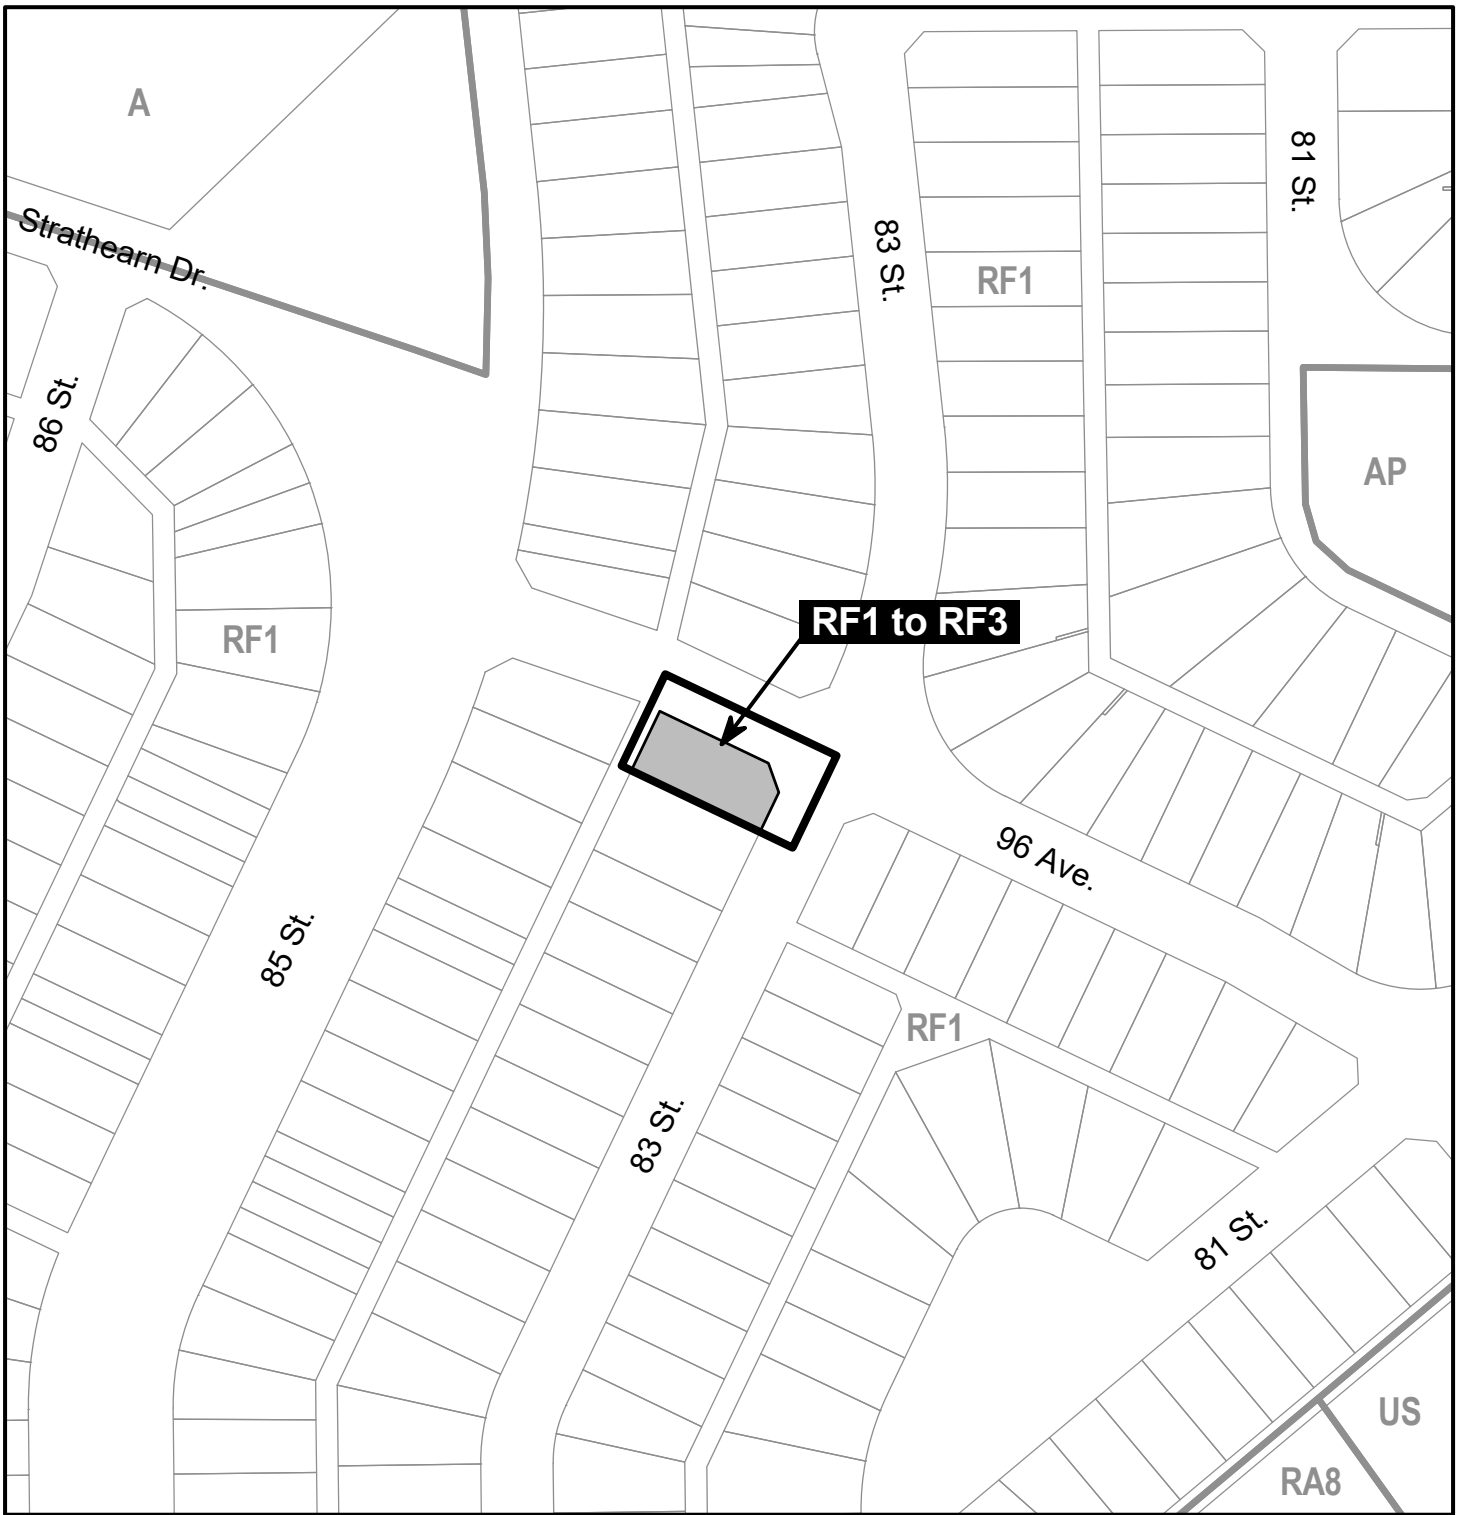 A
81 St.
Strathearn Dr.
83 St.
RF1
86 St.
AP
RF1 to RF3
RF1
96 Ave.
85 St.
RF1
83 St.
81 St.
US
RA8